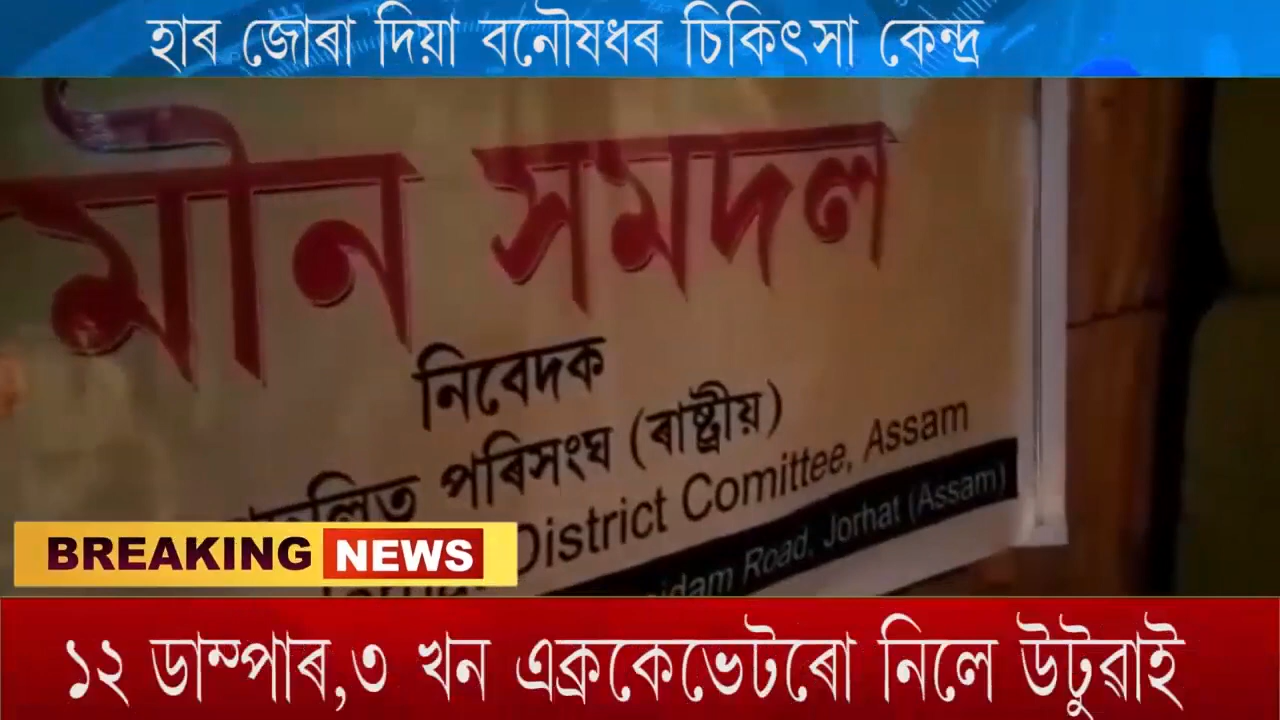 হাৰ জোৰা দিয়া বনৌষধৰ চিকিৎসা কেন্দ্ৰ
সমদল
নিবেদক
পৰিসংঘ (ৰাষ্ট্ৰীয়)
District Comittee, Assam
Road, Jorhat (Assam)
BREAKING NEWS
১২ ডাম্পাৰ,৩ খন এক্সকেভেটৰো নিলে উটুৱাই